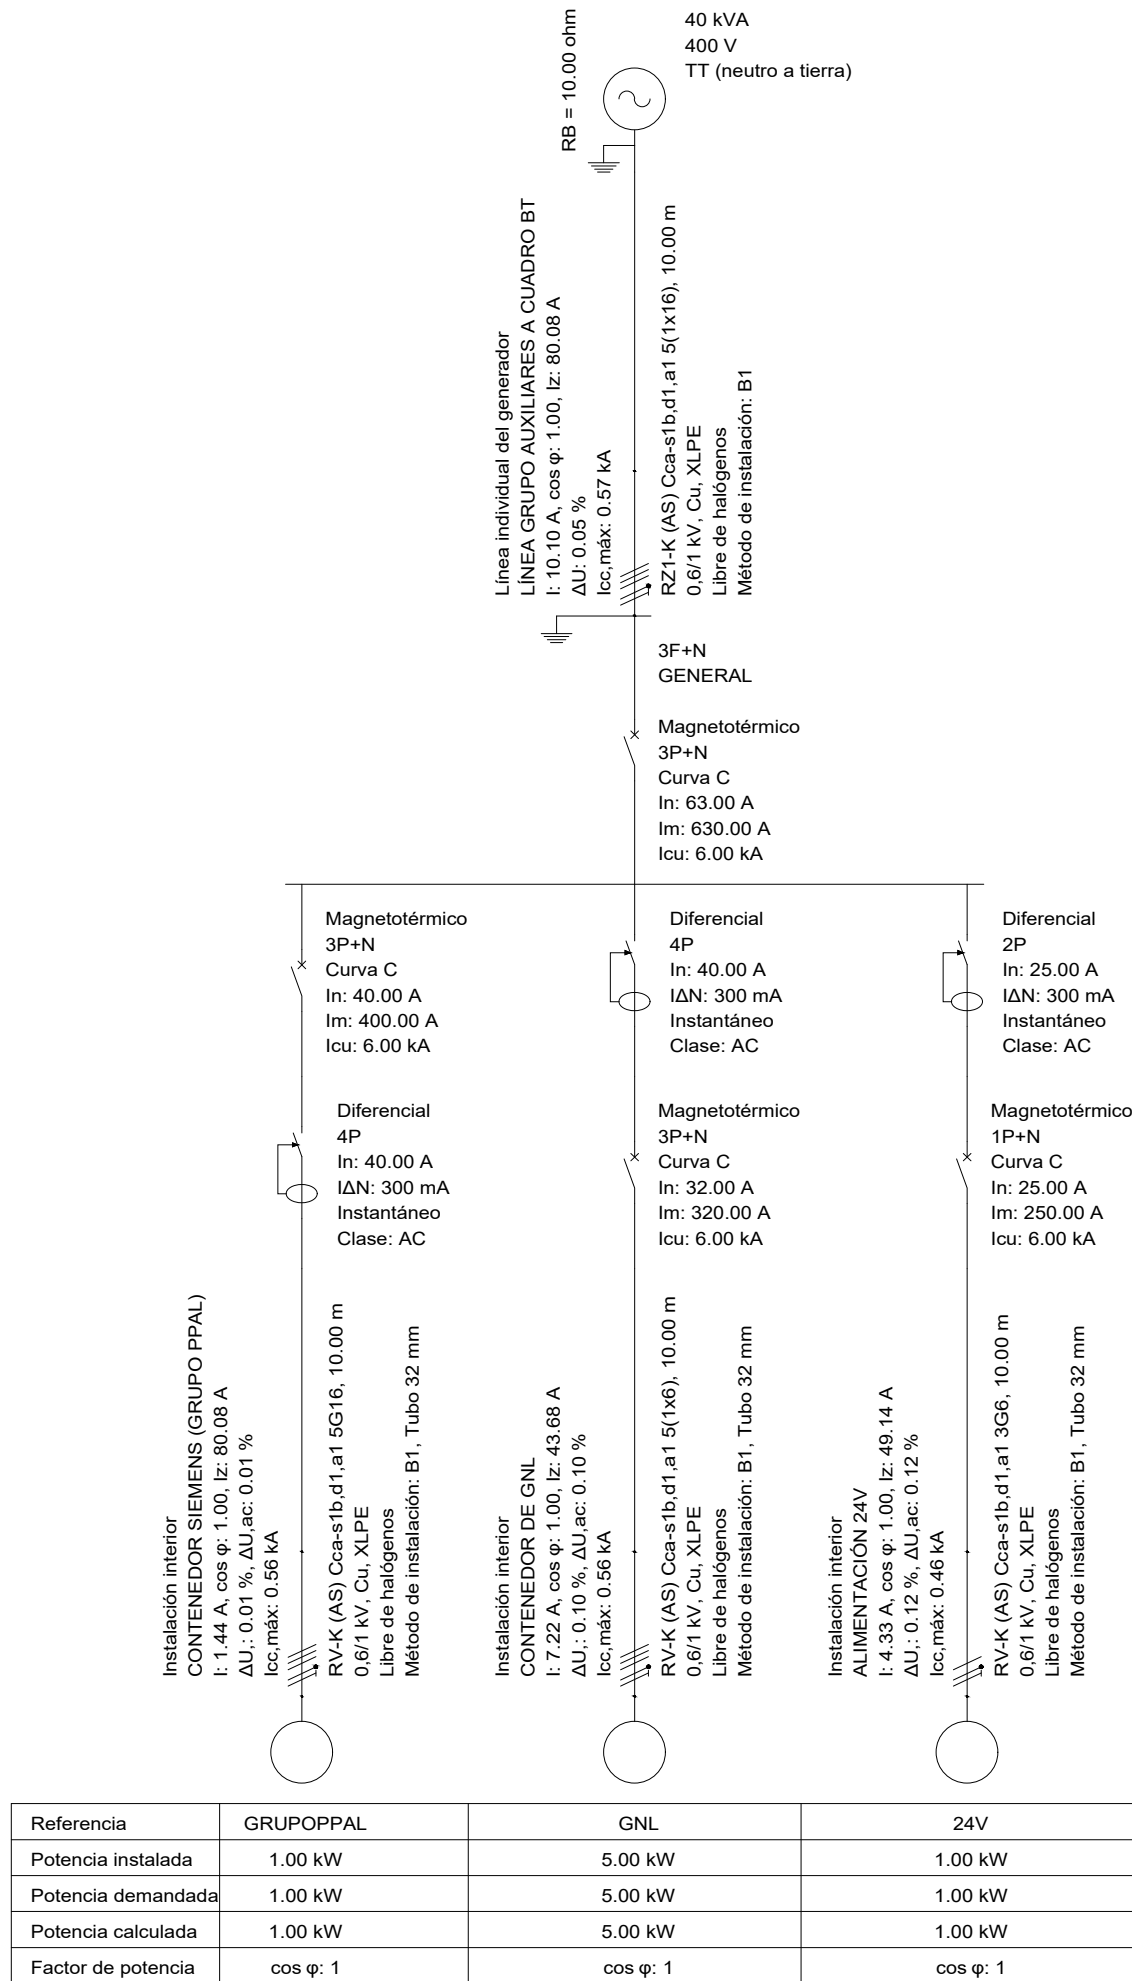 40 kVA
400 V
TT (neutro a tierra)
RB = 10.00 ohm
Línea individual del generador
LÍNEA GRUPO AUXILIARES A CUADRO BT
I: 10.10 A, cos φ: 1.00, Iz: 80.08 A
ΔU: 0.05 %
Icc,máx: 0.57 kA
RZ1-K (AS) Cca-s1b,d1,a1 5(1x16), 10.00 m
0,6/1 kV, Cu, XLPE
Libre de halógenos
Método de instalación: B1
3F+N
GENERAL
Magnetotérmico
3P+N
Curva C
In: 63.00 A
Im: 630.00 A
Icu: 6.00 kA
Magnetotérmico
3P+N
Curva C
In: 40.00 A
Im: 400.00 A
Icu: 6.00 kA
Diferencial
4P
In: 40.00 A
IΔN: 300 mA
Instantáneo
Clase: AC
Diferencial
2P
In: 25.00 A
IΔN: 300 mA
Instantáneo
Clase: AC
Diferencial
4P
In: 40.00 A
IΔN: 300 mA
Instantáneo
Clase: AC
Magnetotérmico
3P+N
Curva C
In: 32.00 A
Im: 320.00 A
Icu: 6.00 kA
Magnetotérmico
1P+N
Curva C
In: 25.00 A
Im: 250.00 A
Icu: 6.00 kA
Instalación interior
CONTENEDOR SIEMENS (GRUPO PPAL)
I: 1.44 A, cos φ: 1.00, Iz: 80.08 A
ΔU,: 0.01 %, ΔU,ac: 0.01 %
Icc,máx: 0.56 kA
RV-K (AS) Cca-s1b,d1,a1 5G16, 10.00 m
0,6/1 kV, Cu, XLPE
Libre de halógenos
Método de instalación: B1, Tubo 32 mm
Instalación interior
CONTENEDOR DE GNL
I: 7.22 A, cos φ: 1.00, Iz: 43.68 A
ΔU,: 0.10 %, ΔU,ac: 0.10 %
Icc,máx: 0.56 kA
RV-K (AS) Cca-s1b,d1,a1 5(1x6), 10.00 m
0,6/1 kV, Cu, XLPE
Libre de halógenos
Método de instalación: B1, Tubo 32 mm
Instalación interior
ALIMENTACIÓN 24V
I: 4.33 A, cos φ: 1.00, Iz: 49.14 A
ΔU,: 0.12 %, ΔU,ac: 0.12 %
Icc,máx: 0.46 kA
RV-K (AS) Cca-s1b,d1,a1 3G6, 10.00 m
0,6/1 kV, Cu, XLPE
Libre de halógenos
Método de instalación: B1, Tubo 32 mm
Referencia GRUPOPPAL GNL 24V
Potencia instalada 1.00 kW 5.00 kW 1.00 kW
Potencia demandada 1.00 kW 5.00 kW 1.00 kW
Potencia calculada 1.00 kW 5.00 kW 1.00 kW
Factor de potencia cos φ: 1 cos φ: 1 cos φ: 1